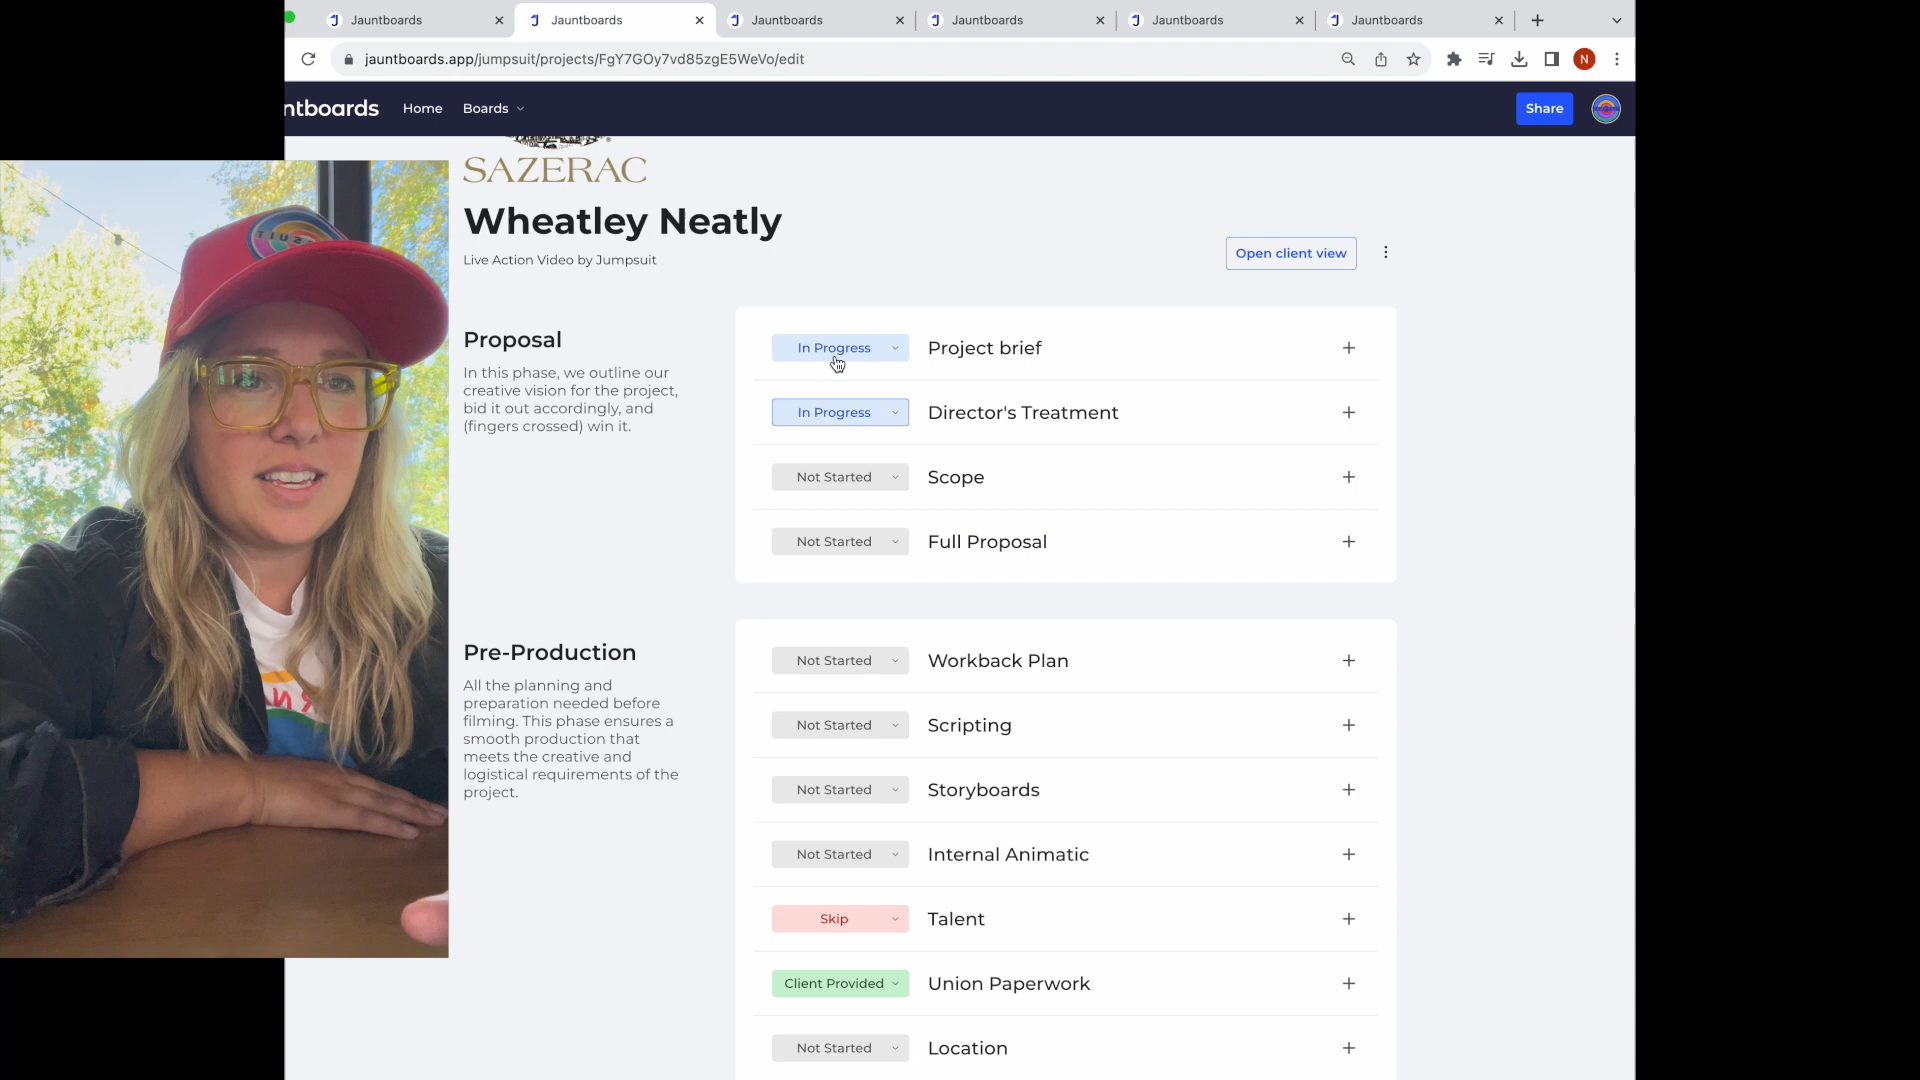 Jauntboards
Jauntboards
Jauntboards
Jauntboards
Jauntboards
Jauntboards
jauntboards.app/jumpsuit/projects/FgY7GOy7vd85zgE5WeVo/edit
N
ntboards
Home
Boards
Share
SAZERAC
Wheatley Neatly
Live Action Video by Jumpsuit
Open client view
Proposal
In this phase, we outline our
creative vision for the project,
bid it out accordingly, and
(fingers crossed) win it.
In Progress
Project brief
In Progress
Director's Treatment
Not Started
Scope
Not Started
Full Proposal
Pre-Production
All the planning and
preparation needed before
filming. This phase ensures a
smooth production that
meets the creative and
logistical requirements of the
project.
Not Started
Workback Plan
Not Started
Scripting
Not Started
Storyboards
Not Started
Internal Animatic
Skip
Talent
Client Provided
Union Paperwork
Not Started
Location